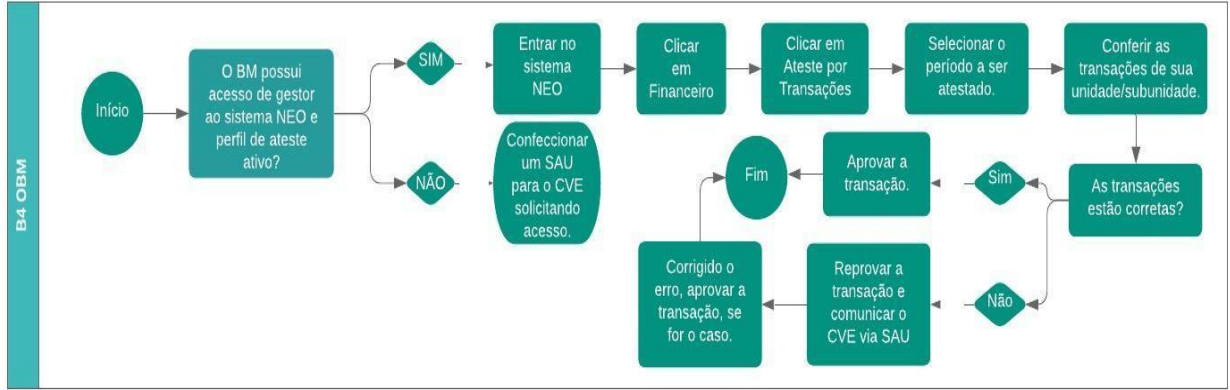 B4 OBM
Início
O BM possui
acesso de gestor
ao sistema NEO e
perfil de ateste
ativo?
SIM
NÃO
Entrar no
sistema
NEO
Confeccionar
um SAU
para o CVE
solicitando
acesso.
Clicar
em
Financeiro
Clicar em
Ateste por
Transações
Selecionar o
período a ser
atestado.
Conferir as
transações de sua
unidade/subunidade.
As transações
estão corretas?
Sim
Não
Aprovar a
transação.
Reprovar a
transação e
comunicar o
CVE via SAU
Corrigido o
erro, aprovar a
transação, se
for o caso.
Fim